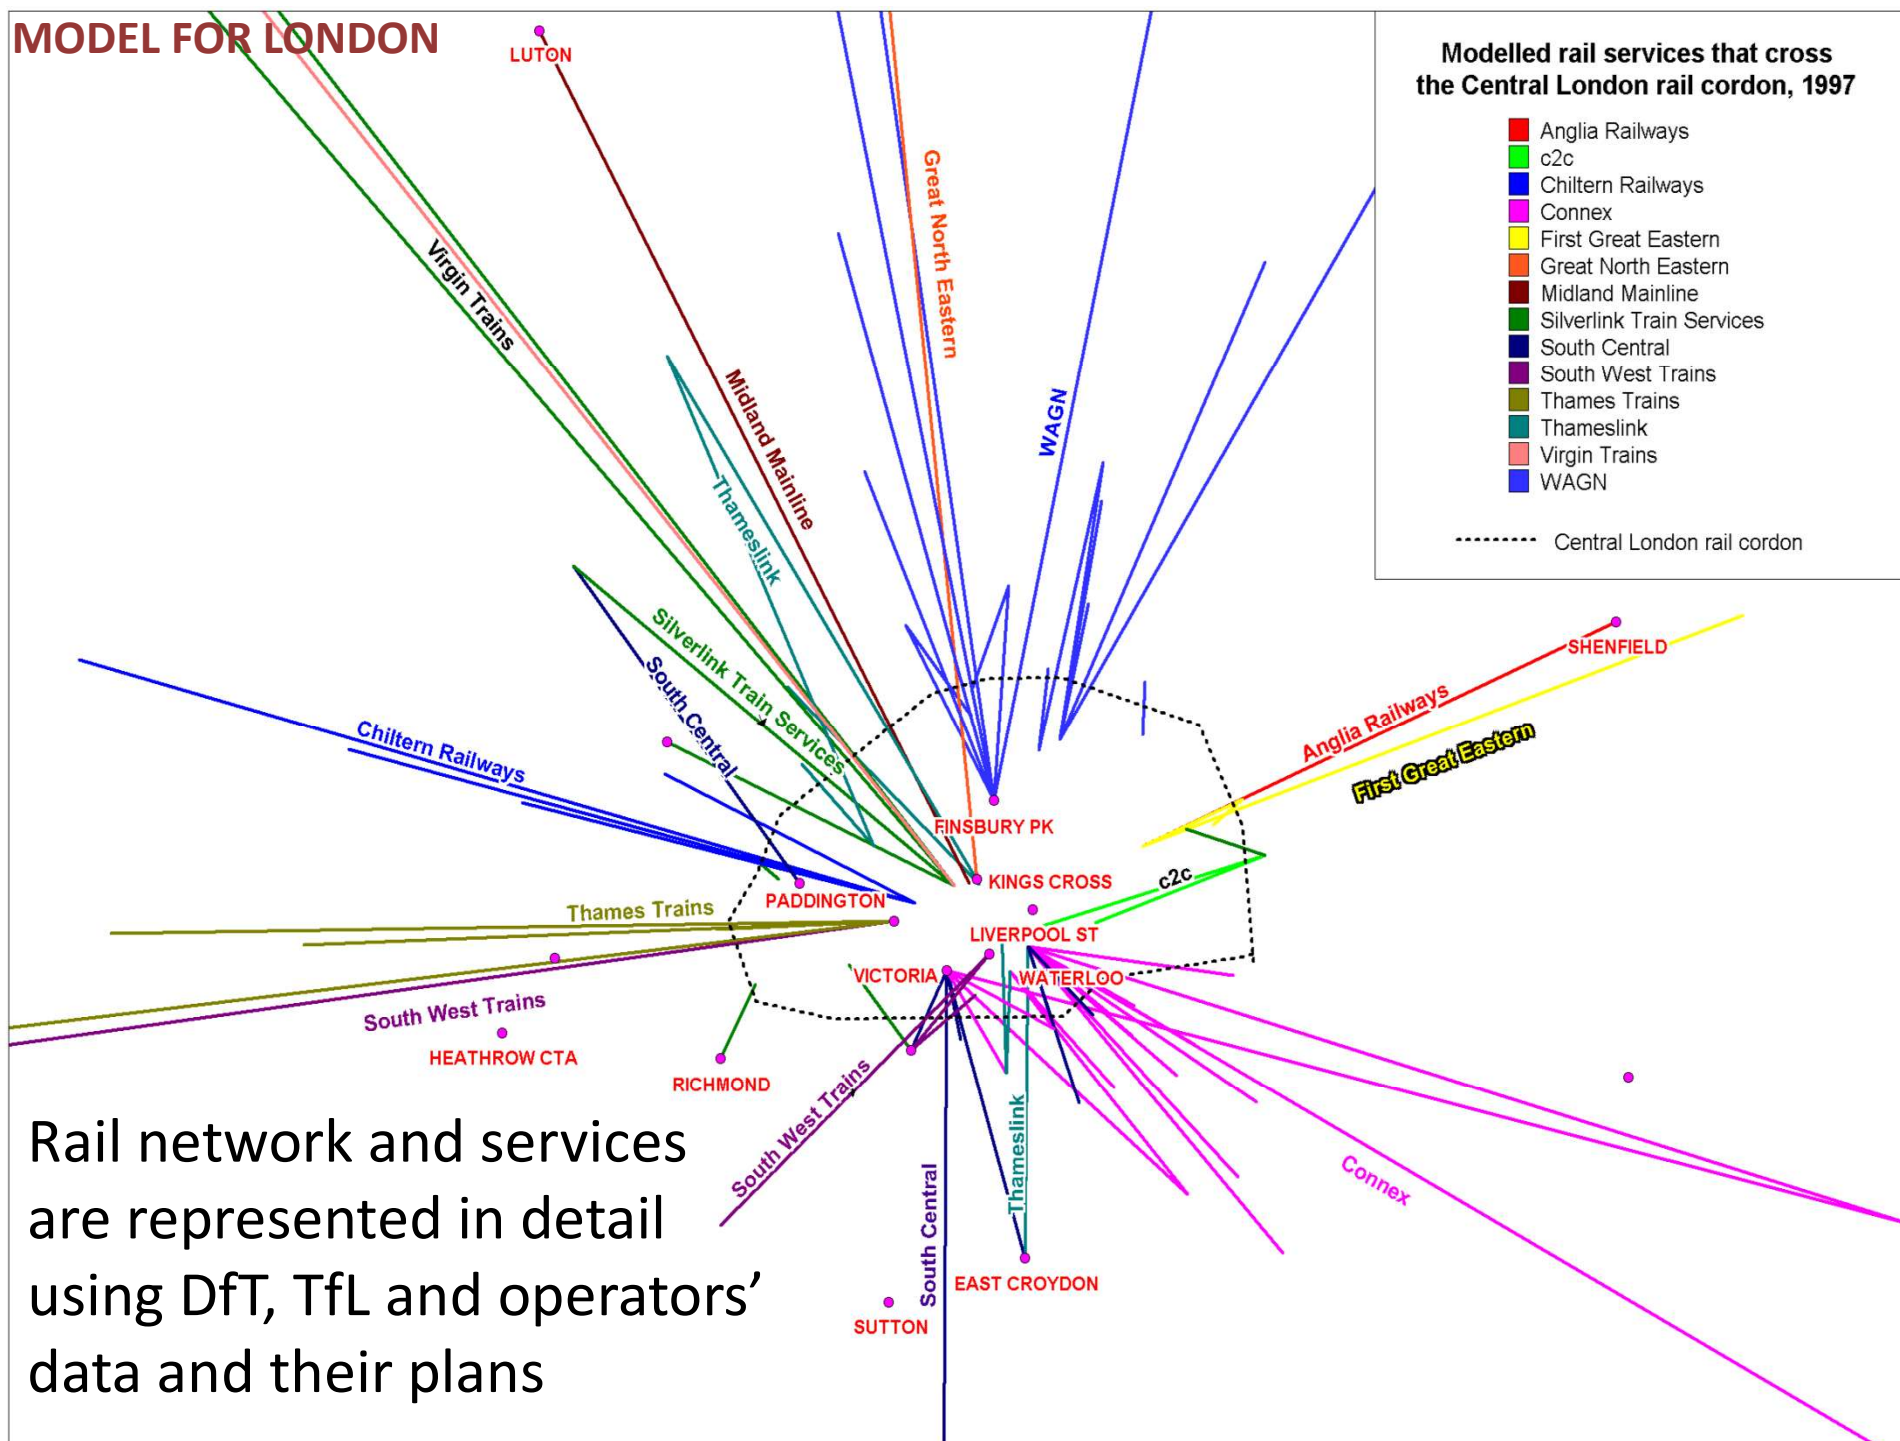 MODEL FOR LONDON
LUTON
Modelled rail services that cross
the Central London rail cordon, 1997
Anglia Railways
c2c
Chiltern Railways
Connex
First Great Eastern
Great North Eastern
Midland Mainline
Silverlink Train Services
South Central
South West Trains
Thames Trains
Thameslink
Virgin Trains
WAGN
Central London rail cordon
Great North Eastern
Virgin Trains
Midland Mainline
WAGN
Thameslink
Silverlink Train Services
South Central
SHENFIELD
Anglia Railways
First Great Eastern
Chiltern Railways
FINSBURY PK
KINGS CROSS
c2c
PADDINGTON
Thames Trains
LIVERPOOL ST
VICTORIA
WATERLOO
South West Trains
HEATHROW CTA
RICHMOND
South West Trains
Thameslink
South Central
Connex
EAST CROYDON
SUTTON
Rail network and services
are represented in detail
using DfT, TfL and operators’
data and their plans